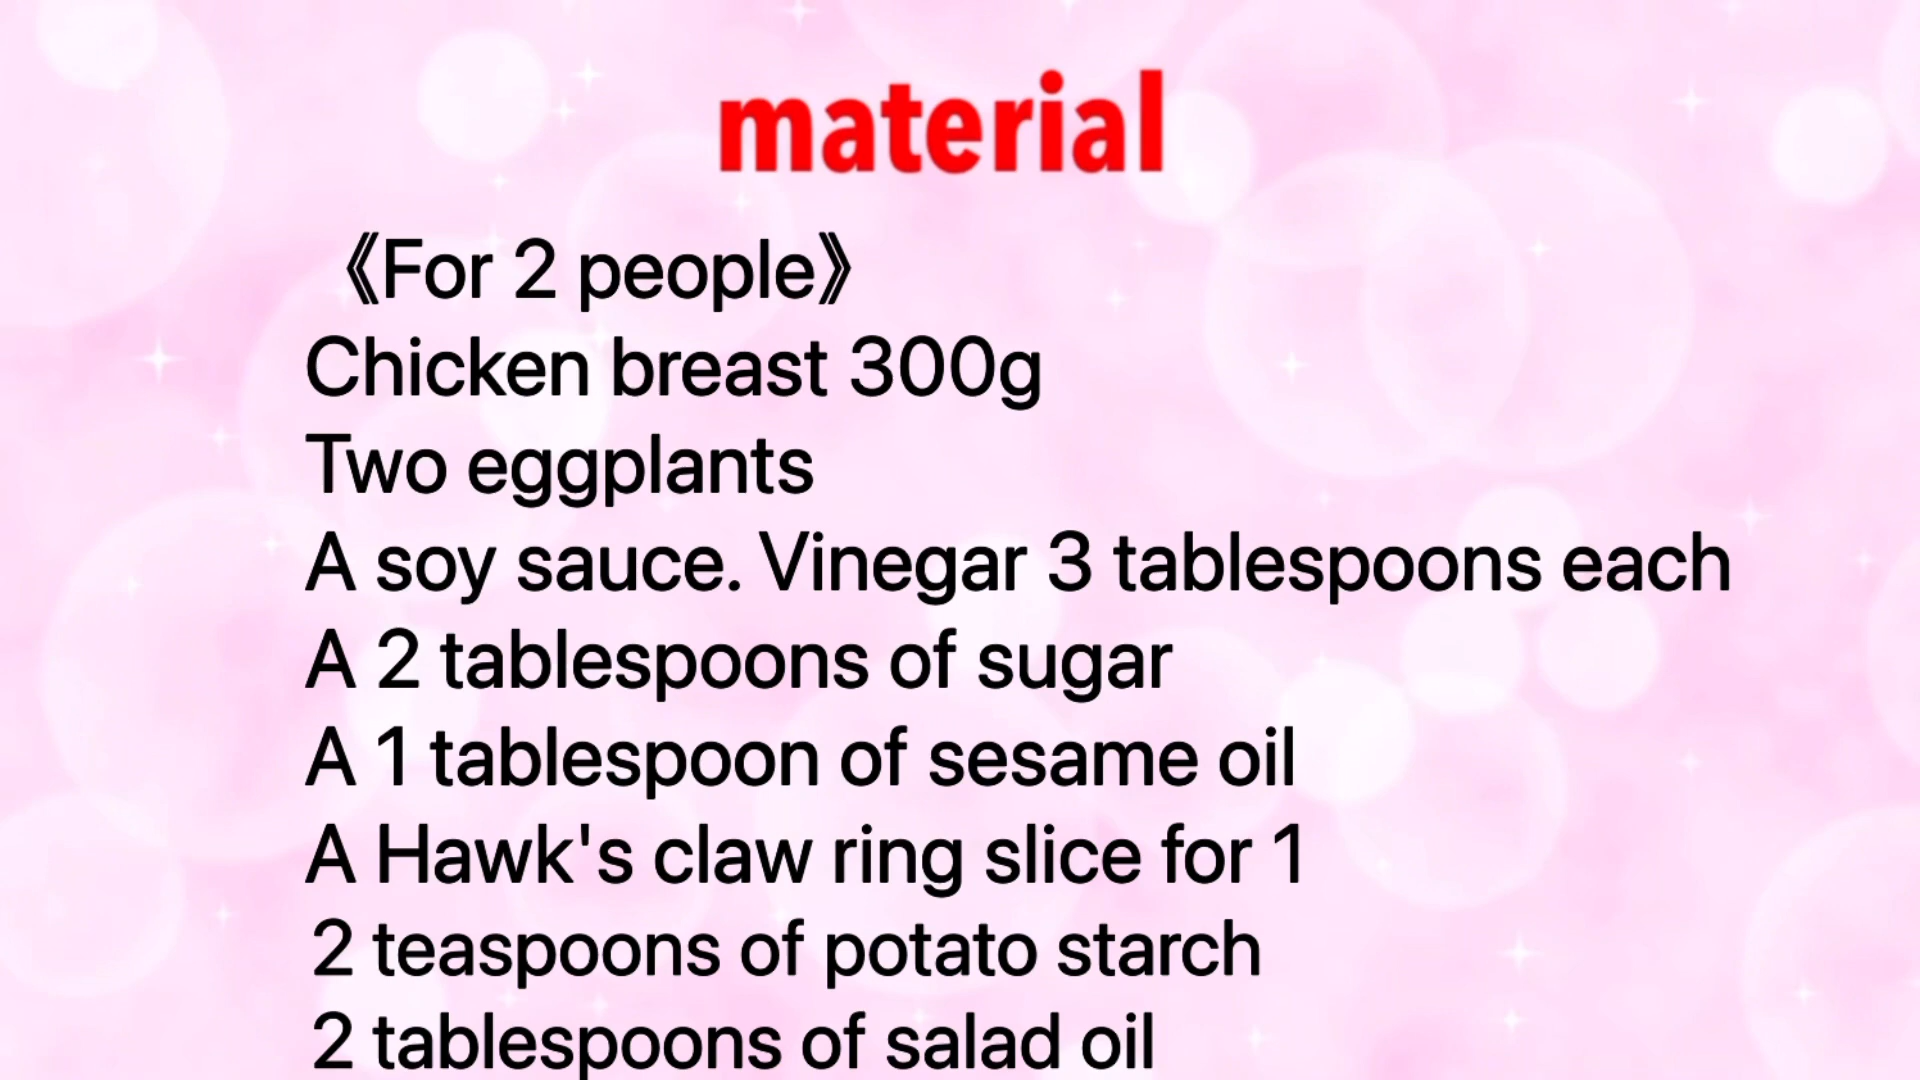 material
《For 2 people》
Chicken breast 300g
Two eggplants
A soy sauce. Vinegar 3 tablespoons each
A 2 tablespoons of sugar
A 1 tablespoon of sesame oil
A Hawk's claw ring slice for 1
2 teaspoons of potato starch
2 tablespoons of salad oil